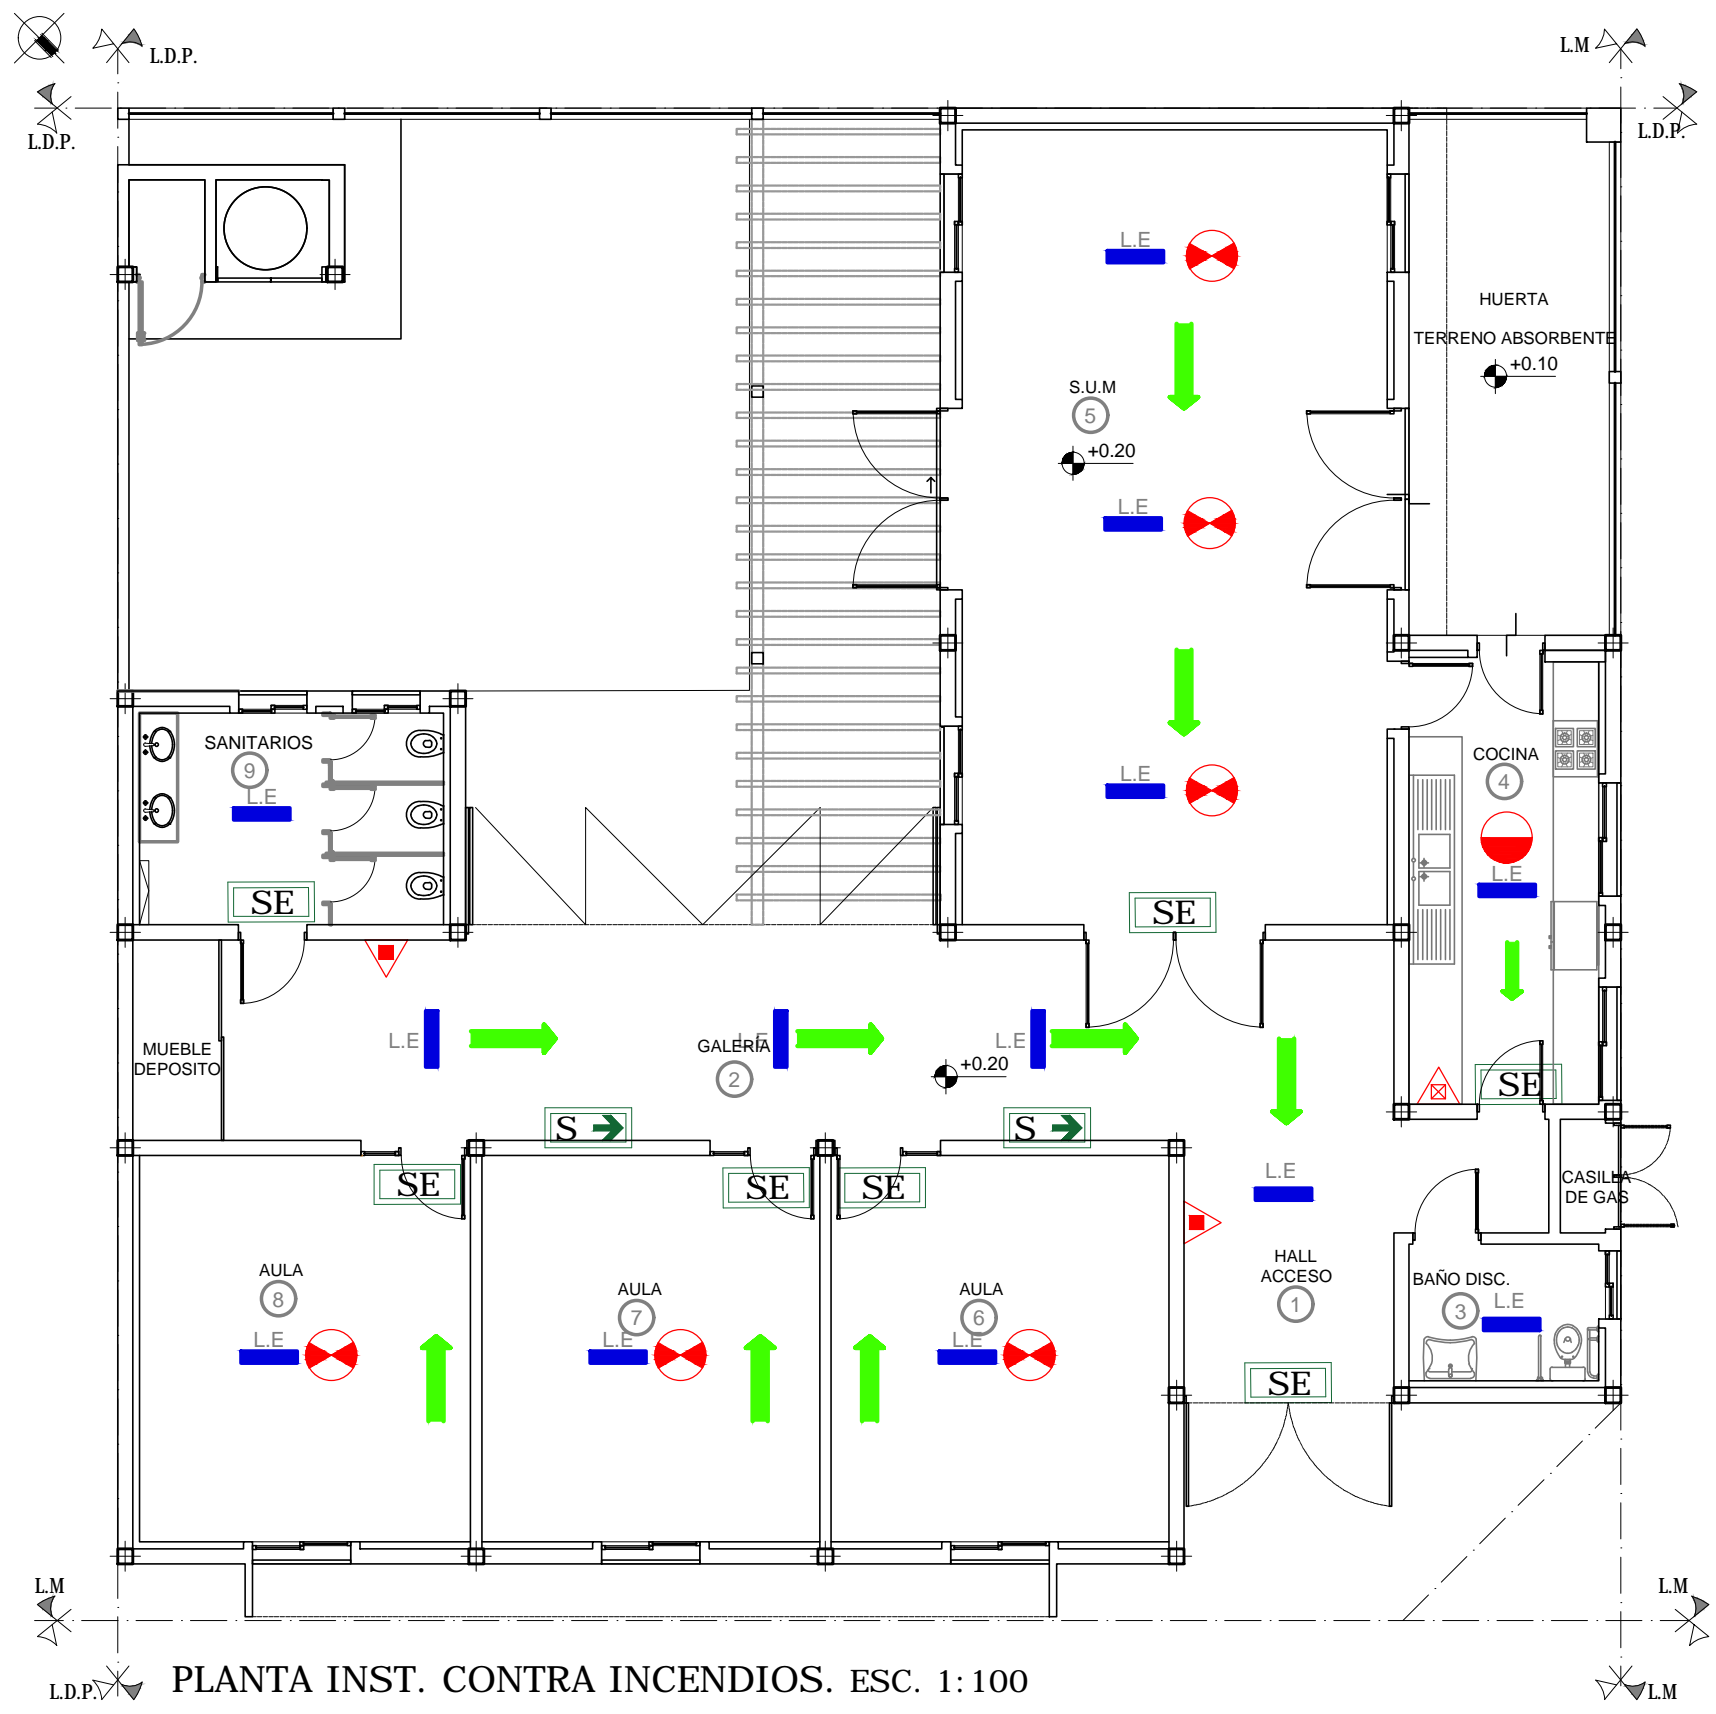 L.D.P.
L.M
L.D.P.
L.D.P.
L.E
HUERTA
TERRENO ABSORBENTE
+0.10
S.U.M
5
+0.20
L.E
SANITARIOS
9
L.E
L.E
COCINA
4
L.E
SE
SE
MUEBLE
DEPOSITO
L.E
GALERÍA
L.E
2
L.E
+0.20
SE
S
S
SE
SE
SE
L.E
CASILLA
DE GAS
AULA
8
L.E
AULA
7
L.E
AULA
6
L.E
HALL
ACCESO
1
BAÑO DISC.
3
L.E
SE
L.M
L.M
L.D.P.
PLANTA INST. CONTRA INCENDIOS. ESC. 1:100
L.M